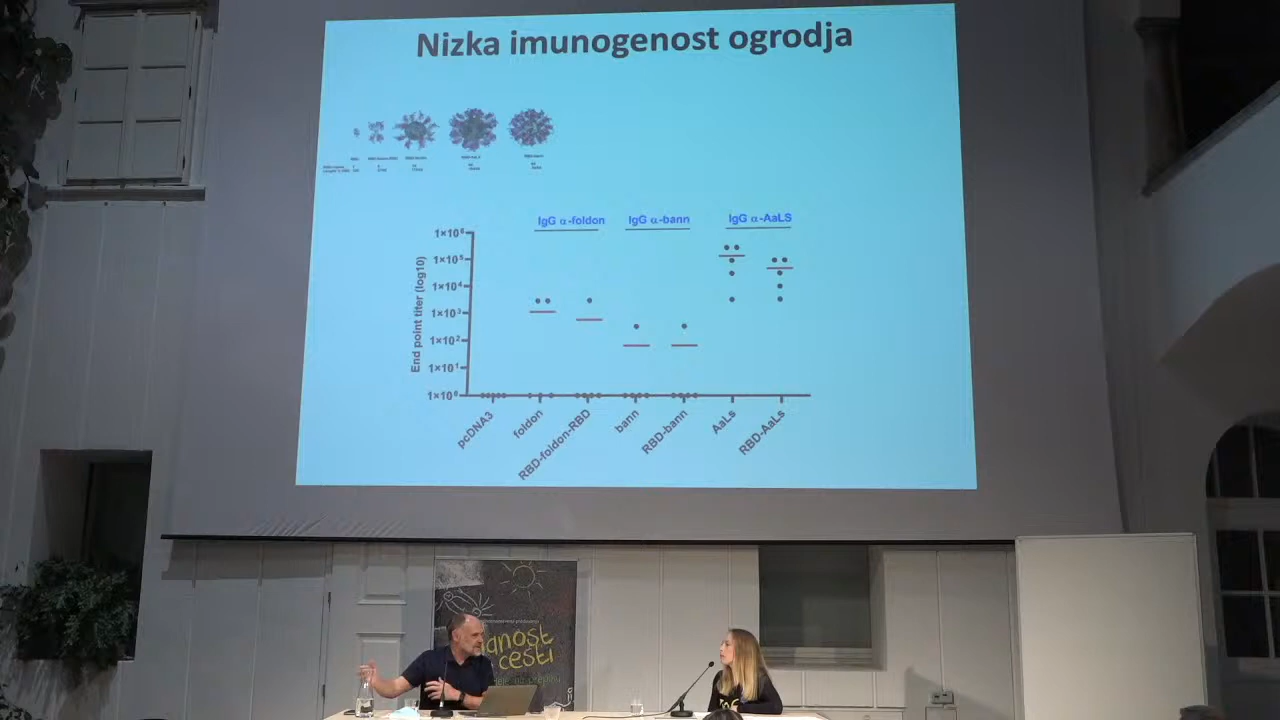 Nizka imunogenost ogrodja
IgG α-foldon
IgG α-bann
IgG α-AaLS
End point titer (log10)
1×10⁶
1×10⁵
1×10⁴
1×10³
1×10²
1×10¹
1×10⁰
pcDNA3
foldon
RBD-foldon-RBD
bann
RBD-bann
AaLs
RBD-AaLs
anost
cesti